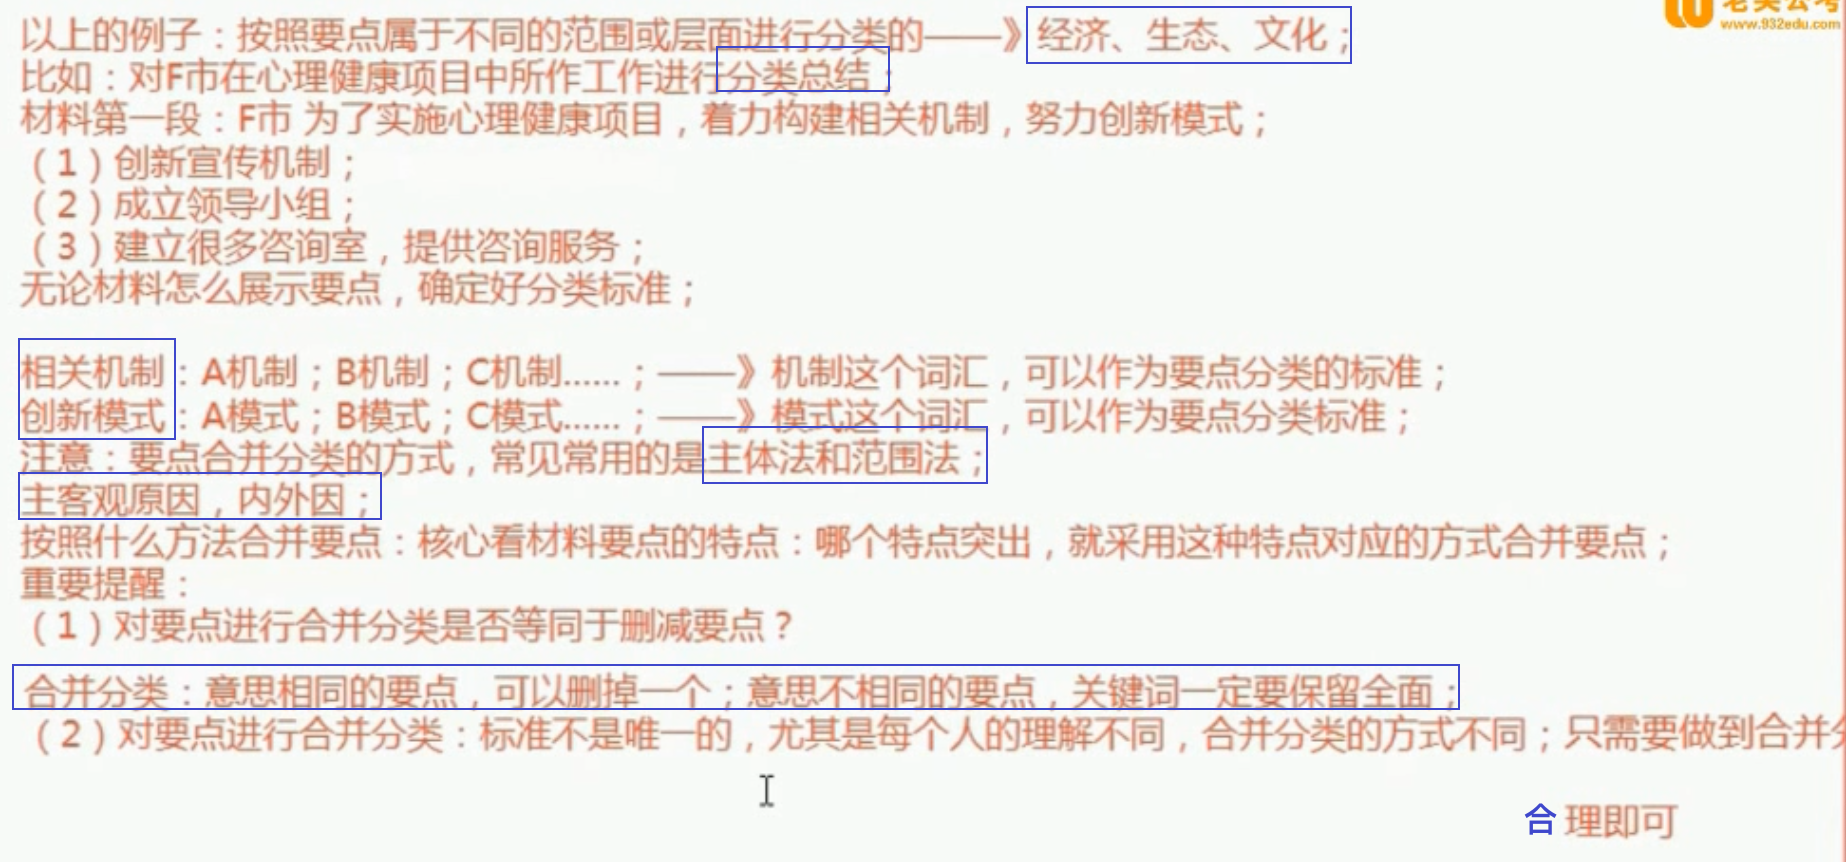 老吴公考
www.932edu.com
以上的例子：按照要点属于不同的范围或层面进行分类的——》经济、生态、文化；
比如：对F市在心理健康项目中所作工作进行分类总结；
材料第一段：F市 为了实施心理健康项目，着力构建相关机制，努力创新模式；
（1）创新宣传机制；
（2）成立领导小组；
（3）建立很多咨询室，提供咨询服务；
无论材料怎么展示要点，确定好分类标准；
相关机制：A机制；B机制；C机制……；——》机制这个词汇，可以作为要点分类的标准；
创新模式：A模式；B模式；C模式……；——》模式这个词汇，可以作为要点分类标准；
注意：要点合并分类的方式，常见常用的是主体法和范围法；
主客观原因，内外因；
按照什么方法合并要点：核心看材料要点的特点：哪个特点突出，就采用这种特点对应的方式合并要点；
重要提醒：
（1）对要点进行合并分类是否等同于删减要点？
合并分类：意思相同的要点，可以删掉一个；意思不相同的要点，关键词一定要保留全面；
（2）对要点进行合并分类：标准不是唯一的，尤其是每个人的理解不同，合并分类的方式不同；只需要做到合并分
合 理即可